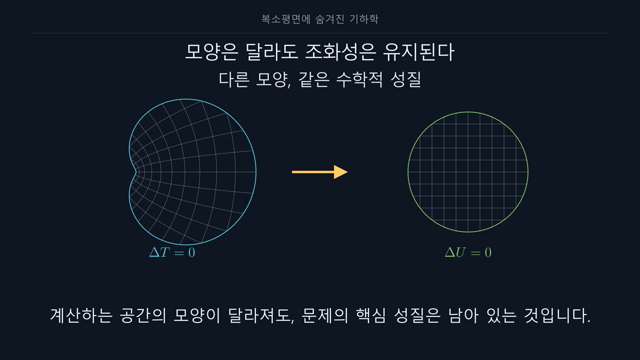 복소평면에 숨겨진 기하학
모양은 달라도 조화성은 유지된다
다른 모양, 같은 수학적 성질
ΔT = 0
ΔU = 0
계산하는 공간의 모양이 달라져도, 문제의 핵심 성질은 남아 있는 것입니다.